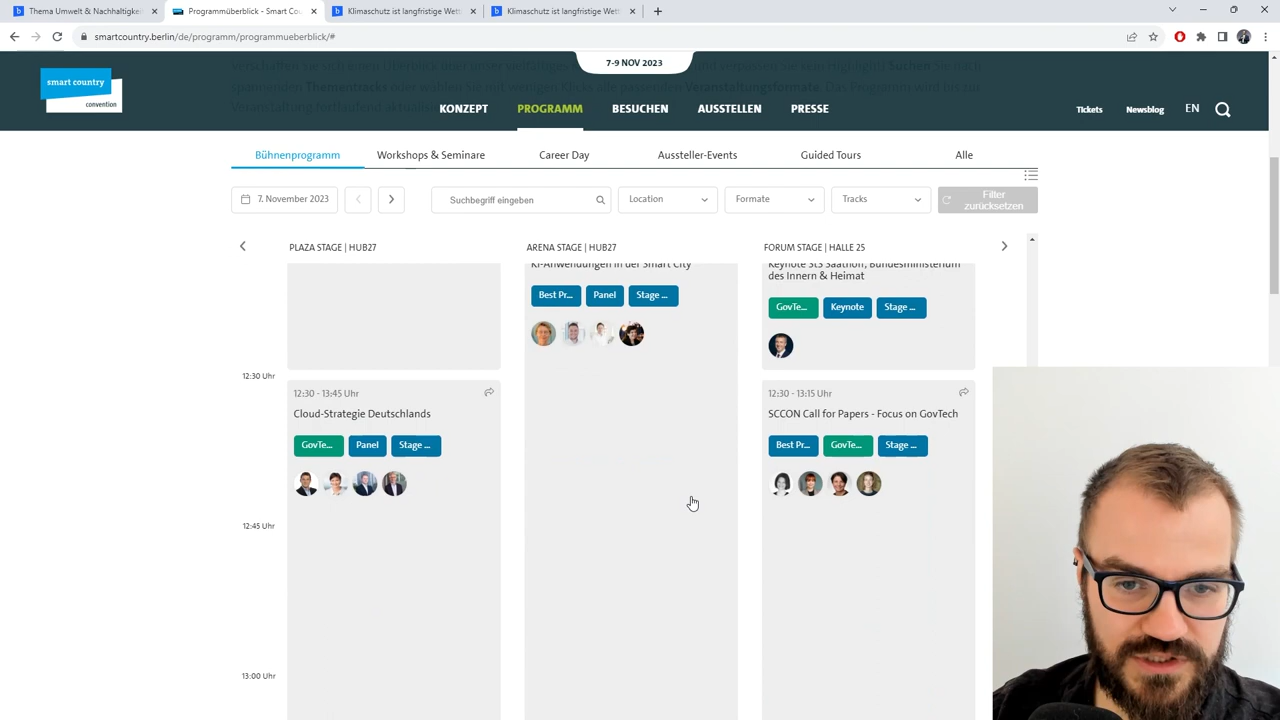 Thema Umwelt & Nachhaltigkei
Programmüberblick - Smart Cou
Klimaschutz ist langfristige Wett
Klimaschutz ist langfristige Wett
smartcountry.berlin/de/programm/programmueberblick/#
7-9 NOV 2023
smart country
convention
KONZEPT
PROGRAMM
BESUCHEN
AUSSTELLEN
PRESSE
Tickets
Newsblog
EN
Bühnenprogramm
Workshops & Seminare
Career Day
Aussteller-Events
Guided Tours
Alle
7. November 2023
Suchbegriff eingeben
Location
Formate
Tracks
Filter
zurücksetzen
PLAZA STAGE | HUB27
ARENA STAGE | HUB27
FORUM STAGE | HALLE 25
KI-Anwendungen in der Smart City
Best Pr...
Panel
Stage ...
Keynote StS Saathoff, Bundesministerium
des Innern & Heimat
GovTe...
Keynote
Stage ...
12:30 Uhr
12:30 - 13:45 Uhr
Cloud-Strategie Deutschlands
GovTe...
Panel
Stage ...
12:30 - 13:15 Uhr
SCCON Call for Papers - Focus on GovTech
Best Pr...
GovTe...
Stage ...
12:45 Uhr
13:00 Uhr